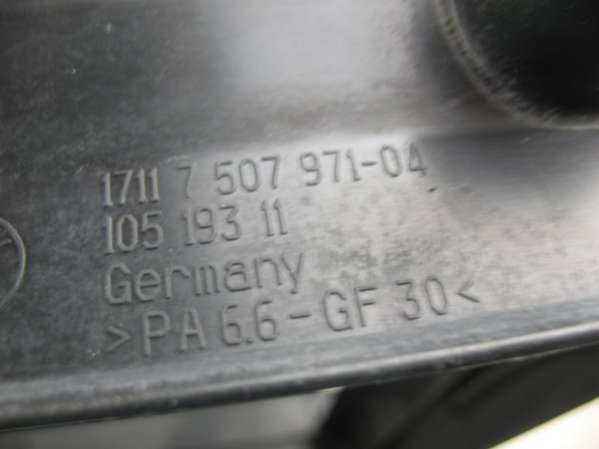 1711 7 507 971-04
105 193 11
Germany
>PA 6.6-GF 30<